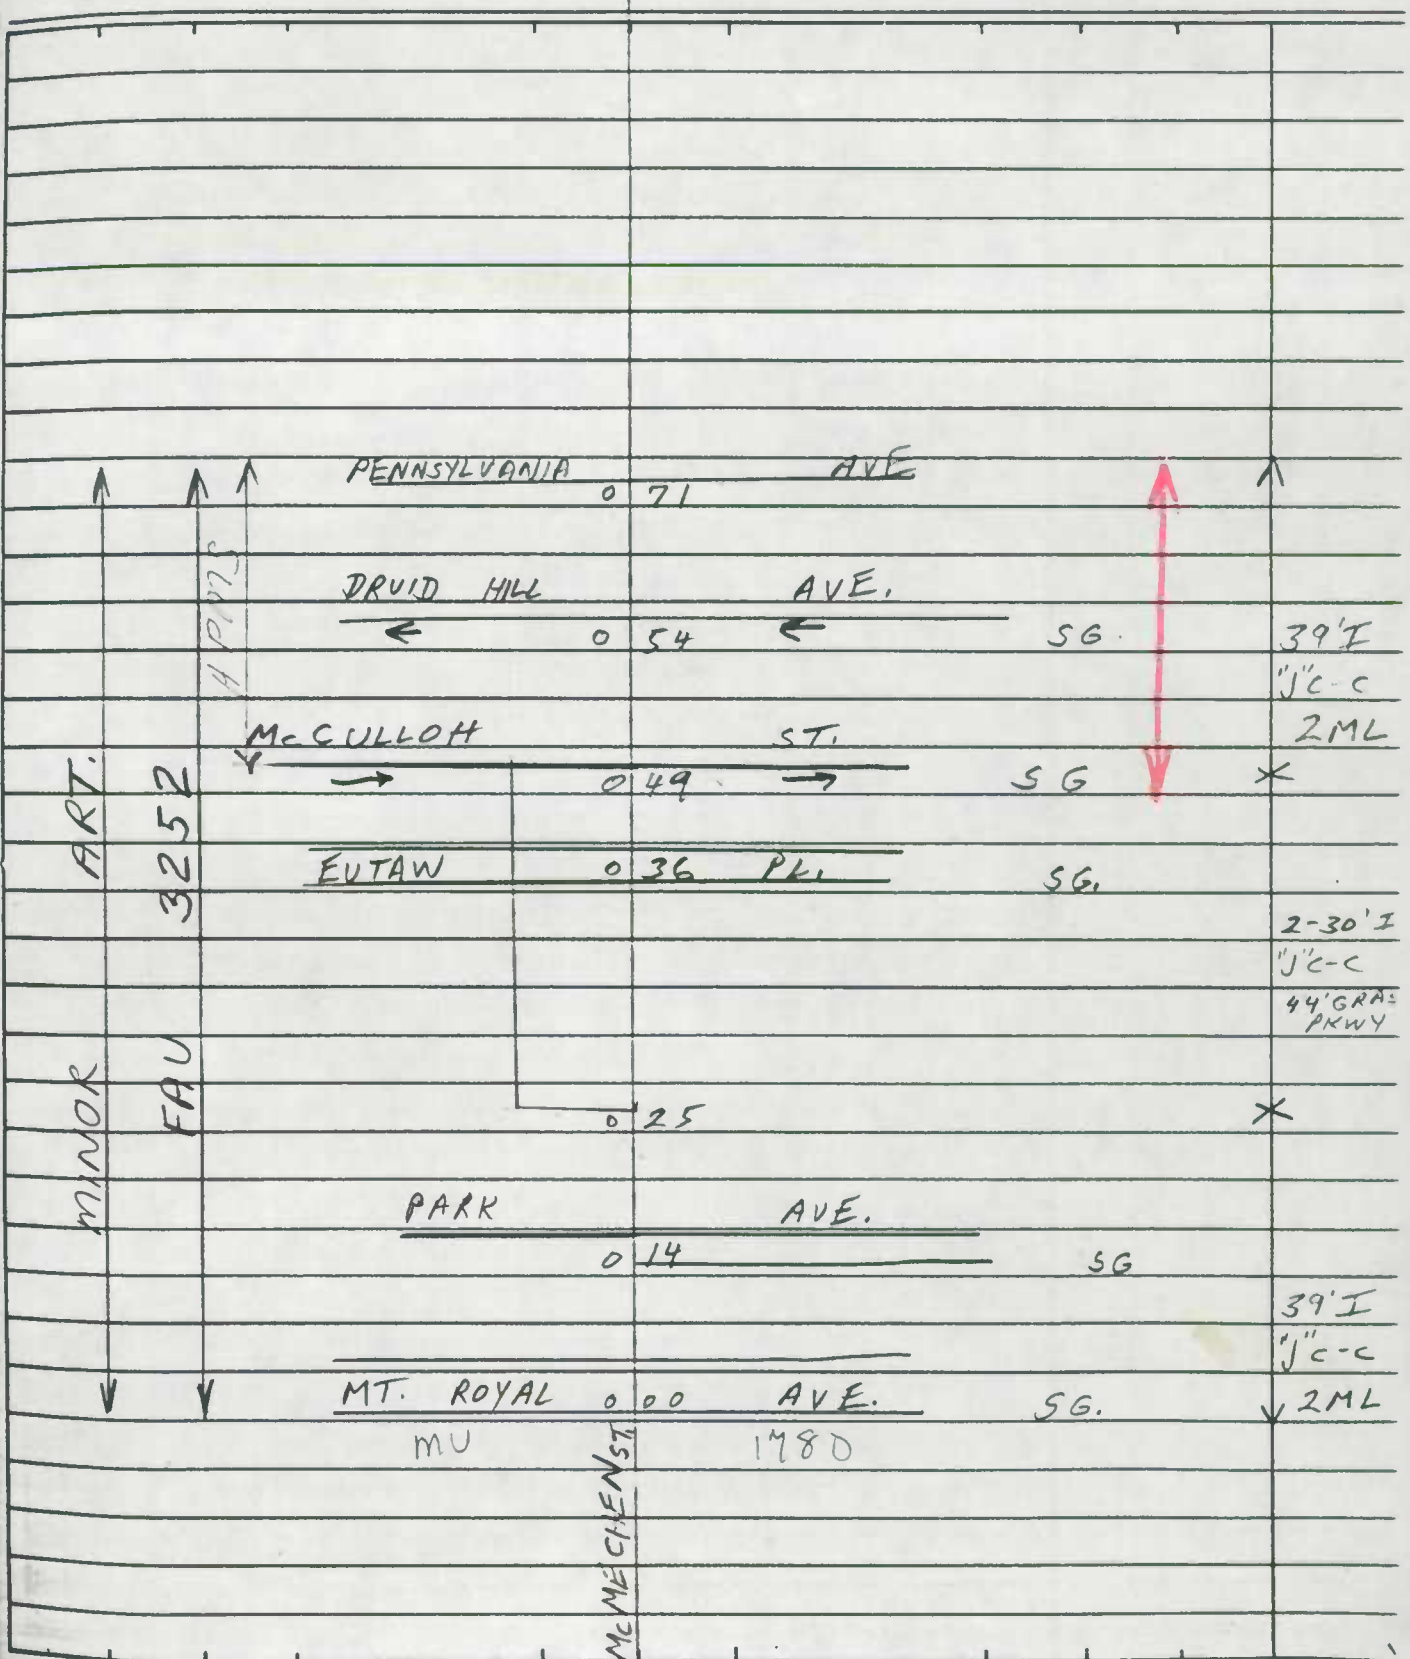 PENNSYLVANIA AVE
0 71
DRUID HILL AVE.
0 54 SG.
39'I
"J"C-C
2ML
McCULLOH ST.
0 49 SG
EUTAW 0 36 PL. SG.
2-30'I
"J"C-C
44'GRA-
PKWY
0 25
PARK AVE.
0 14 SG
39'I
"J"C-C
2ML
MT. ROYAL 0 00 AVE. SG.
MU 1780
McMECHEN ST.
MINOR ART.
FAU 3252